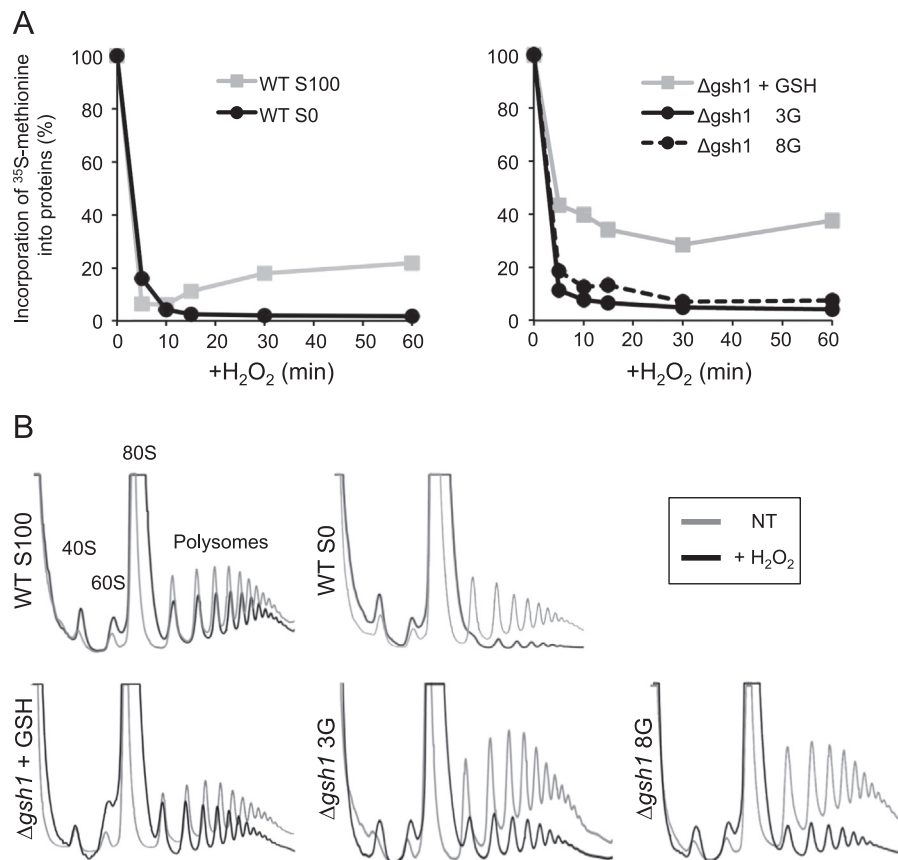 A
Incorporation of ³⁵S-methionine
into proteins (%)
100
80
60
40
20
0
0 10 20 30 40 50 60
+H₂O₂ (min)
WT S100
WT S0
100
80
60
40
20
0
0 10 20 30 40 50 60
+H₂O₂ (min)
Δgsh1 + GSH
Δgsh1 3G
Δgsh1 8G
B
WT S100
40S
60S
80S
Polysomes
WT S0
NT
+ H₂O₂
Δgsh1 + GSH
Δgsh1 3G
Δgsh1 8G